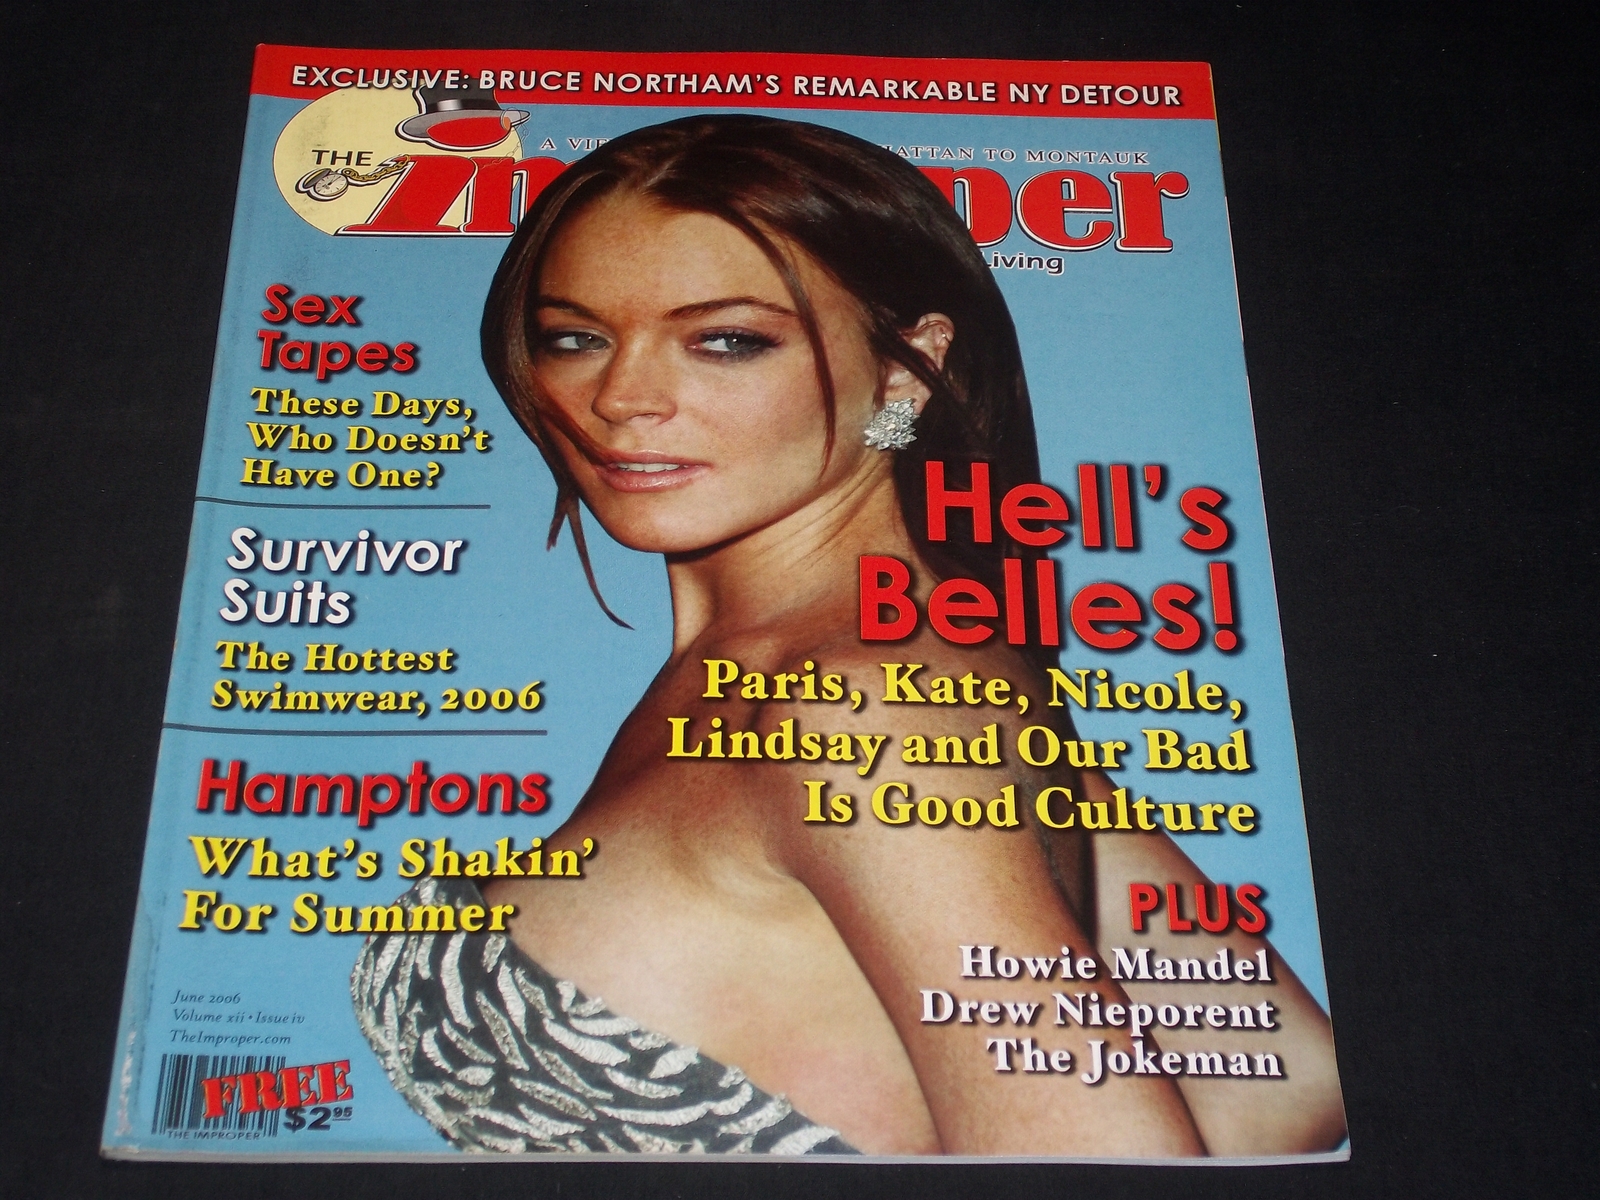 EXCLUSIVE: BRUCE NORTHAM'S REMARKABLE NY DETOUR
A VIE HATTAN TO MONTAUK
THE Im per
Living
Sex
Tapes
These Days,
Who Doesn't
Have One?
Survivor
Suits
The Hottest
Swimwear, 2006
Hamptons
What's Shakin'
For Summer
Hell's
Belles!
Paris, Kate, Nicole,
Lindsay and Our Bad
Is Good Culture
PLUS
Howie Mandel
Drew Nieporent
The Jokeman
June 2006
Volume xii • Issue iv
TheImproper.com
FREE
$2 95
THE IMPROPER